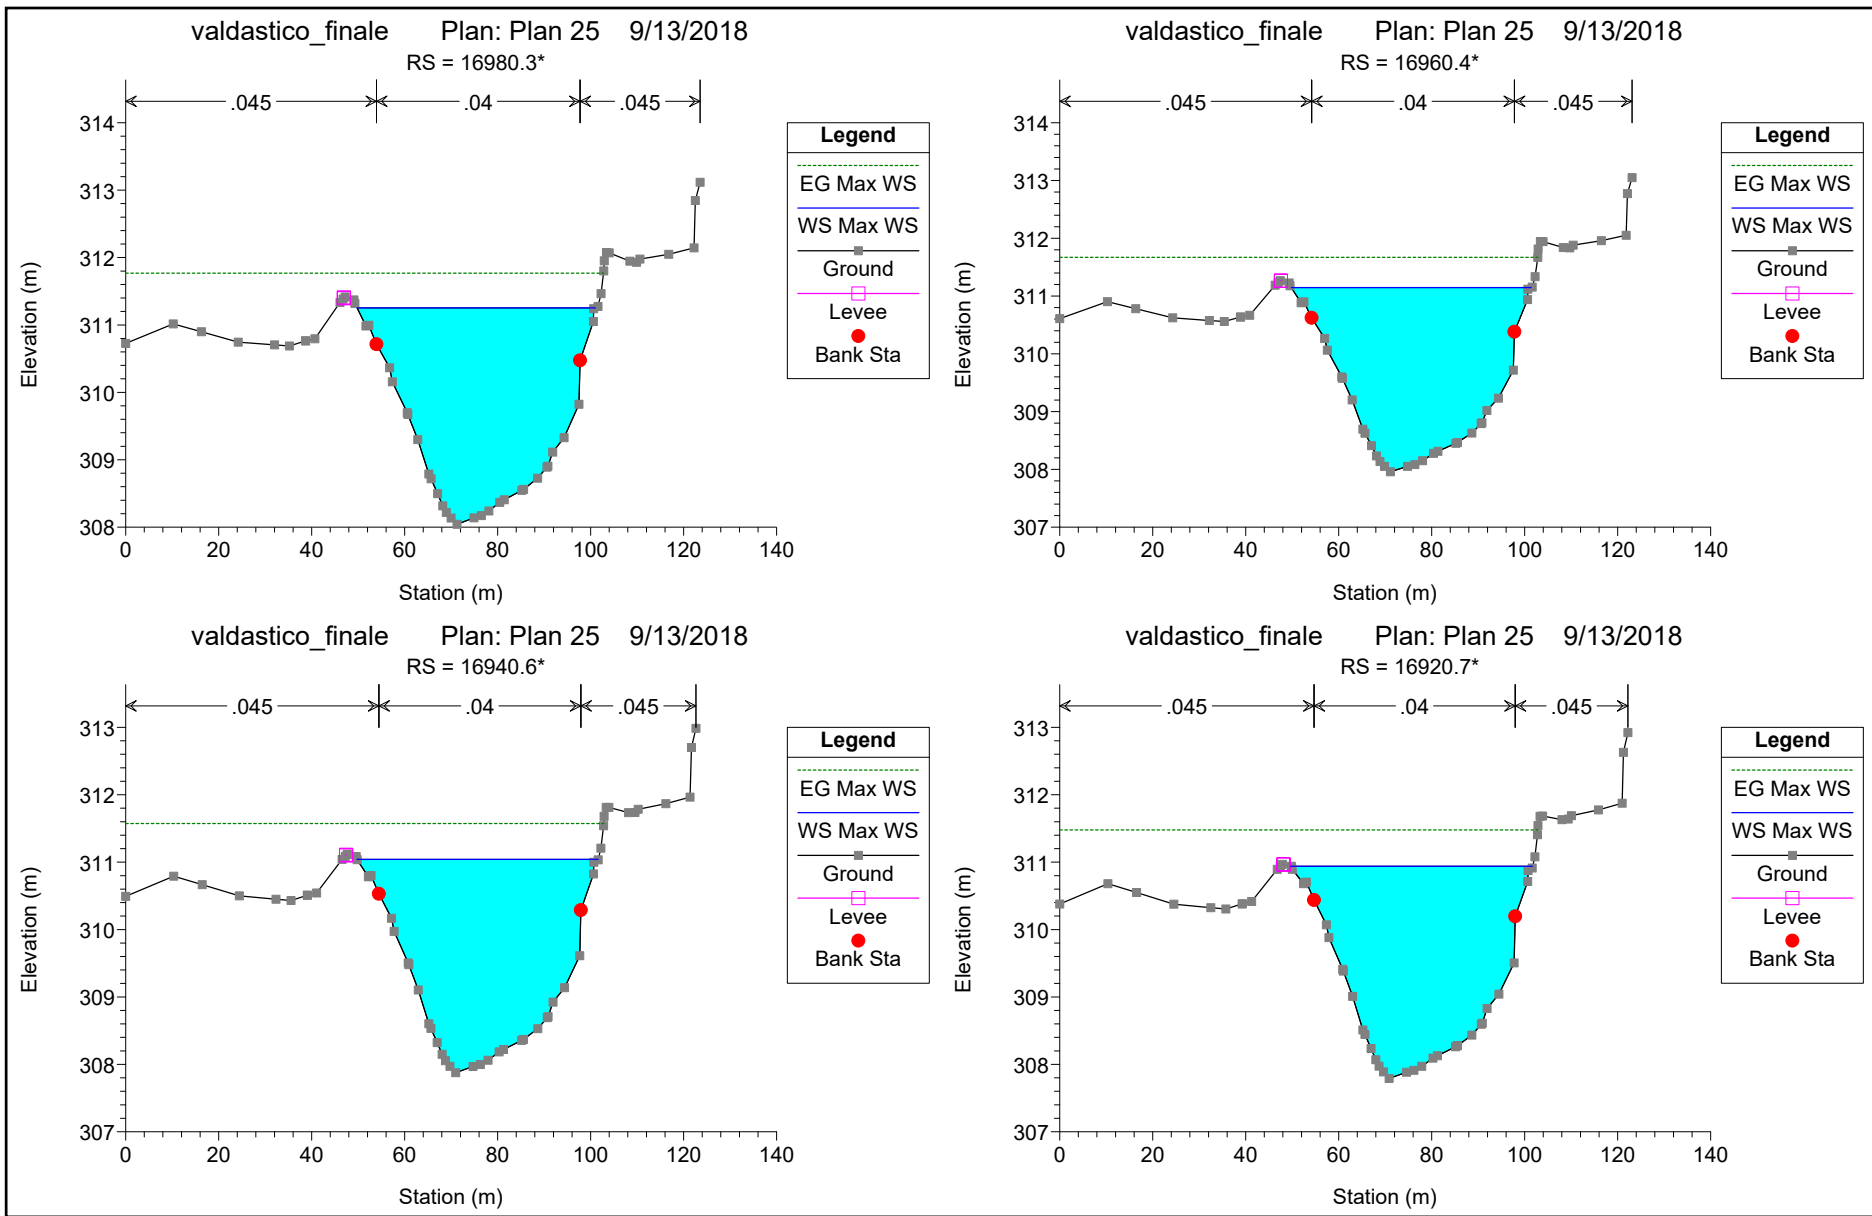 valdastico_finale Plan: Plan 25 9/13/2018
RS = 16980.3*
.045 .04 .045
314
313
312
311
310
309
308
Elevation (m)
0 20 40 60 80 100 120 140
Station (m)
Legend
EG Max WS
WS Max WS
Ground
Levee
Bank Sta
valdastico_finale Plan: Plan 25 9/13/2018
RS = 16960.4*
.045 .04 .045
314
313
312
311
310
309
308
307
Elevation (m)
0 20 40 60 80 100 120 140
Station (m)
Legend
EG Max WS
WS Max WS
Ground
Levee
Bank Sta
valdastico_finale Plan: Plan 25 9/13/2018
RS = 16940.6*
.045 .04 .045
313
312
311
310
309
308
307
Elevation (m)
0 20 40 60 80 100 120 140
Station (m)
Legend
EG Max WS
WS Max WS
Ground
Levee
Bank Sta
valdastico_finale Plan: Plan 25 9/13/2018
RS = 16920.7*
.045 .04 .045
313
312
311
310
309
308
307
Elevation (m)
0 20 40 60 80 100 120 140
Station (m)
Legend
EG Max WS
WS Max WS
Ground
Levee
Bank Sta